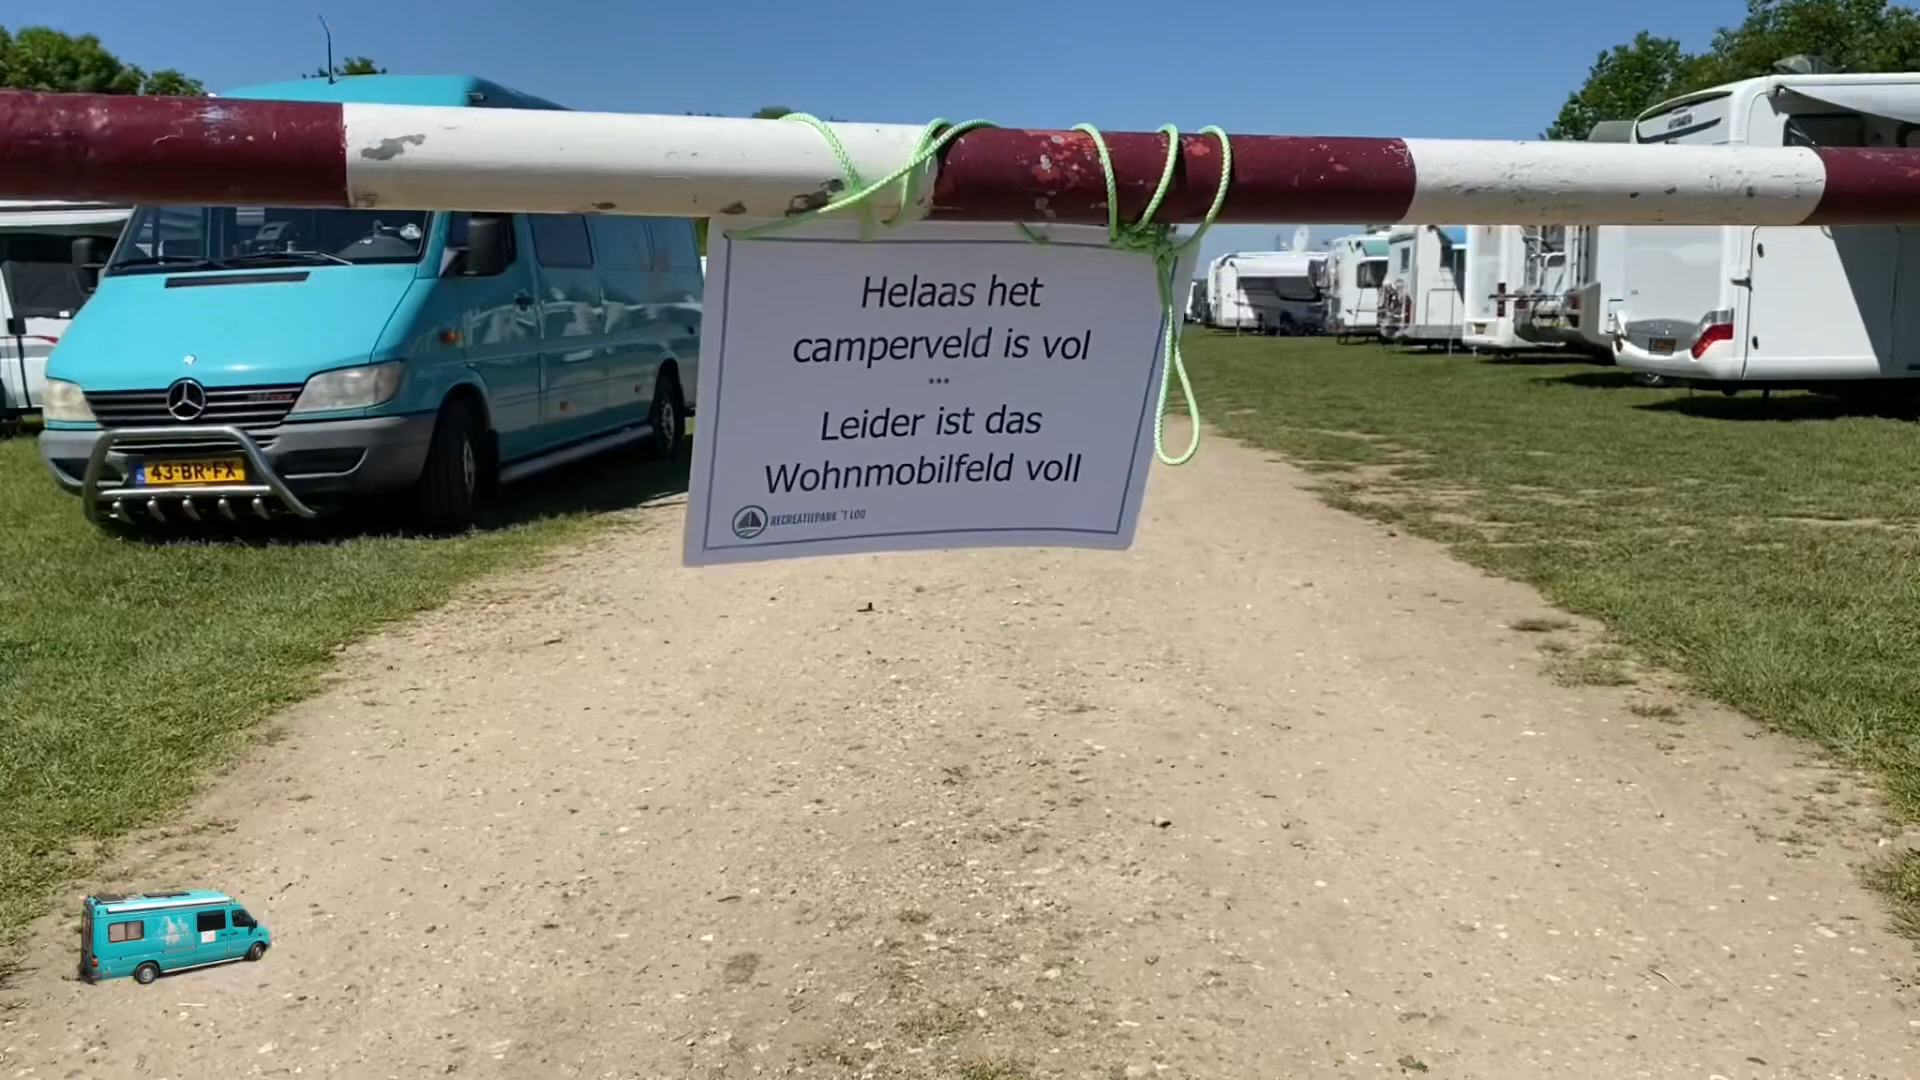 Helaas het
camperveld is vol
***
Leider ist das
Wohnmobilfeld voll
RECREATIEPARK 'T LOO
43-BR-FX